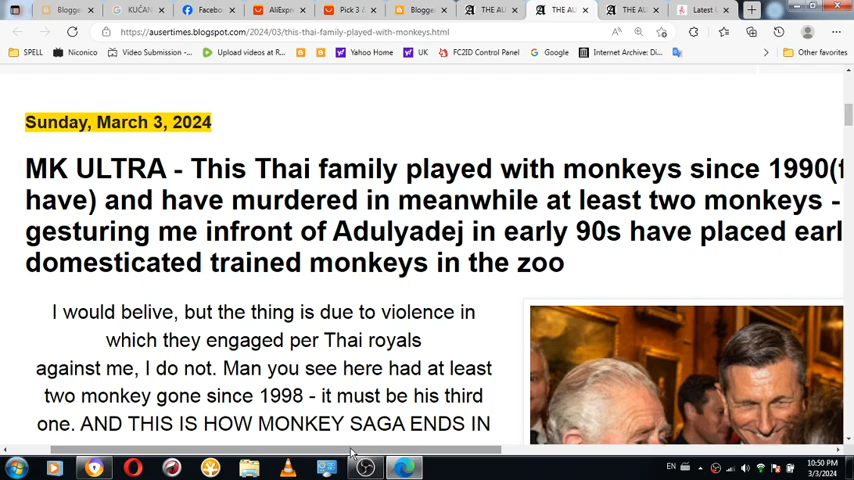 Blogge
KUČAN
Facebo
AliExpr
Pick 3
Blogge
THE AU
THE AU
THE AU
Latest
https://ausertimes.blogspot.com/2024/03/this-thai-family-played-with-monkeys.html
SPELL
Niconico
Video Submission -...
Upload videos at R...
Yahoo Home
UK
FC2ID Control Panel
Google
Internet Archive: Di...
Other favorites
Sunday, March 3, 2024
MK ULTRA - This Thai family played with monkeys since 1990(f
have) and have murdered in meanwhile at least two monkeys -
gesturing me infront of Adulyadej in early 90s have placed earl
domesticated trained monkeys in the zoo
I would belive, but the thing is due to violence in
which they engaged per Thai royals
against me, I do not. Man you see here had at least
two monkey gone since 1998 - it must be his third
one. AND THIS IS HOW MONKEY SAGA ENDS IN
EN
10:50 PM
3/3/2024